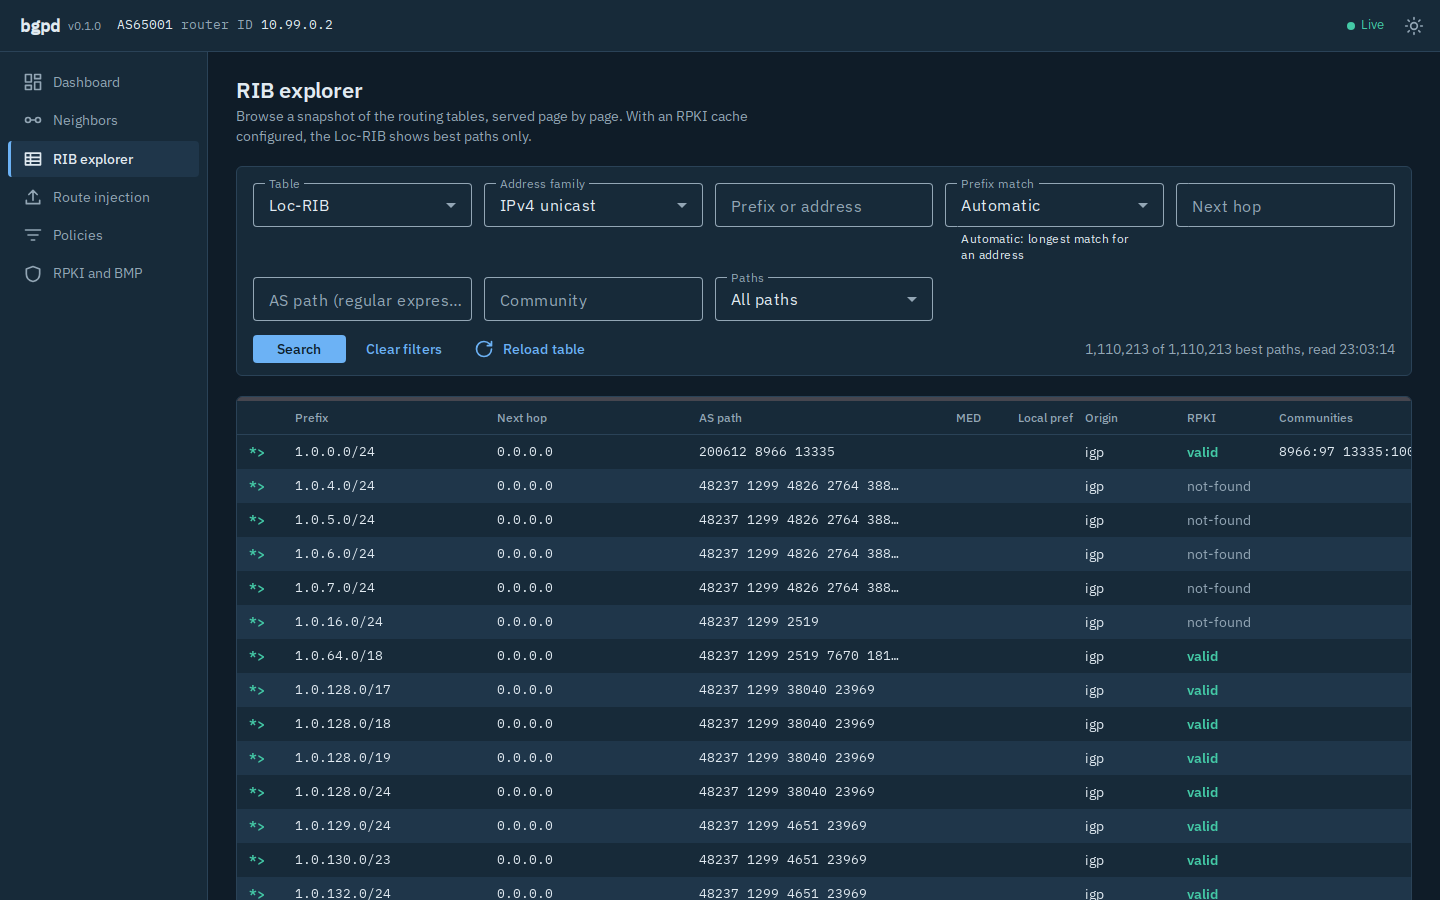 bgpd v0.1.0 AS65001 router ID 10.99.0.2
Live
Dashboard
Neighbors
RIB explorer
Route injection
Policies
RPKI and BMP
RIB explorer
Browse a snapshot of the routing tables, served page by page. With an RPKI cache
configured, the Loc-RIB shows best paths only.
Table
Loc-RIB
Address family
IPv4 unicast
Prefix or address
Prefix match
Automatic
Automatic: longest match for
an address
Next hop
AS path (regular expres…
Community
Paths
All paths
Search Clear filters Reload table 1,110,213 of 1,110,213 best paths, read 23:03:14
Prefix Next hop AS path MED Local pref Origin RPKI Communities
*> 1.0.0.0/24 0.0.0.0 200612 8966 13335 igp valid 8966:97 13335:100
*> 1.0.4.0/24 0.0.0.0 48237 1299 4826 2764 388… igp not-found
*> 1.0.5.0/24 0.0.0.0 48237 1299 4826 2764 388… igp not-found
*> 1.0.6.0/24 0.0.0.0 48237 1299 4826 2764 388… igp not-found
*> 1.0.7.0/24 0.0.0.0 48237 1299 4826 2764 388… igp not-found
*> 1.0.16.0/24 0.0.0.0 48237 1299 2519 igp not-found
*> 1.0.64.0/18 0.0.0.0 48237 1299 2519 7670 181… igp valid
*> 1.0.128.0/17 0.0.0.0 48237 1299 38040 23969 igp valid
*> 1.0.128.0/18 0.0.0.0 48237 1299 38040 23969 igp valid
*> 1.0.128.0/19 0.0.0.0 48237 1299 38040 23969 igp valid
*> 1.0.128.0/24 0.0.0.0 48237 1299 38040 23969 igp valid
*> 1.0.129.0/24 0.0.0.0 48237 1299 4651 23969 igp valid
*> 1.0.130.0/23 0.0.0.0 48237 1299 4651 23969 igp valid
*> 1.0.132.0/24 0.0.0.0 48237 1299 4651 23969 igp valid